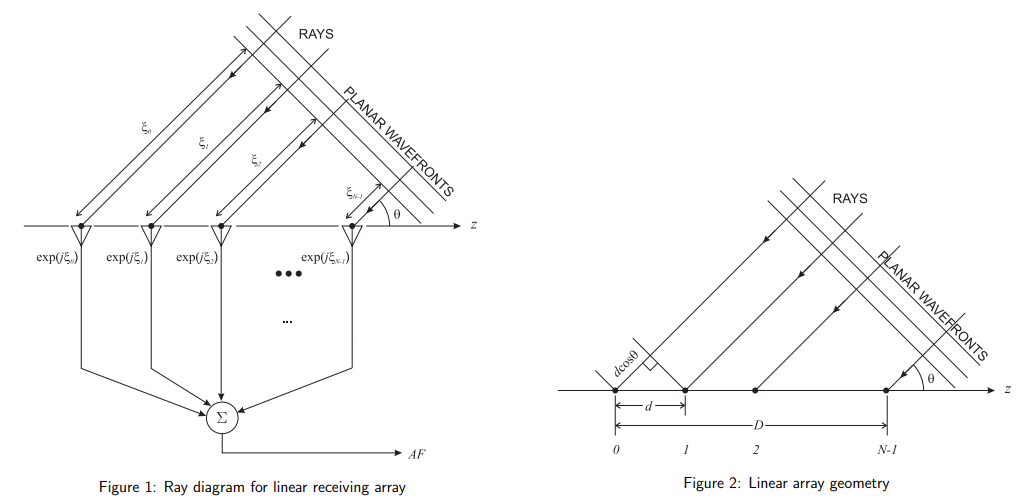 RAYS
PLANAR WAVEFRONTS
ξ₀
ξ₁
ξ₂
ξN-1
θ
z
exp(jξ₀) exp(jξ₁) exp(jξ₂) exp(jξN-1)
...
Σ
AF
Figure 1: Ray diagram for linear receiving array
RAYS
PLANAR WAVEFRONTS
dcosθ
θ
z
d
D
0 1 2 N-1
Figure 2: Linear array geometry